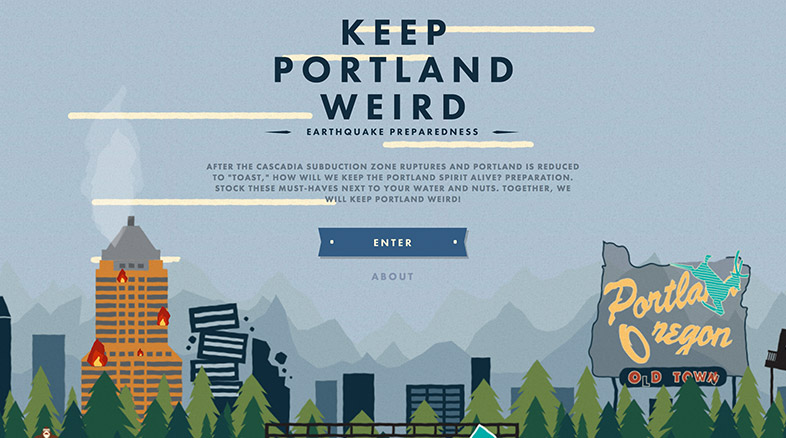 KEEP
PORTLAND
WEIRD
EARTHQUAKE PREPAREDNESS
AFTER THE CASCADIA SUBDUCTION ZONE RUPTURES AND PORTLAND IS REDUCED
TO "TOAST," HOW WILL WE KEEP THE PORTLAND SPIRIT ALIVE? PREPARATION.
STOCK THESE MUST-HAVES NEXT TO YOUR WATER AND NUTS. TOGETHER, WE
WILL KEEP PORTLAND WEIRD!
ENTER
ABOUT
Portla
Oregon
OLD TOWN